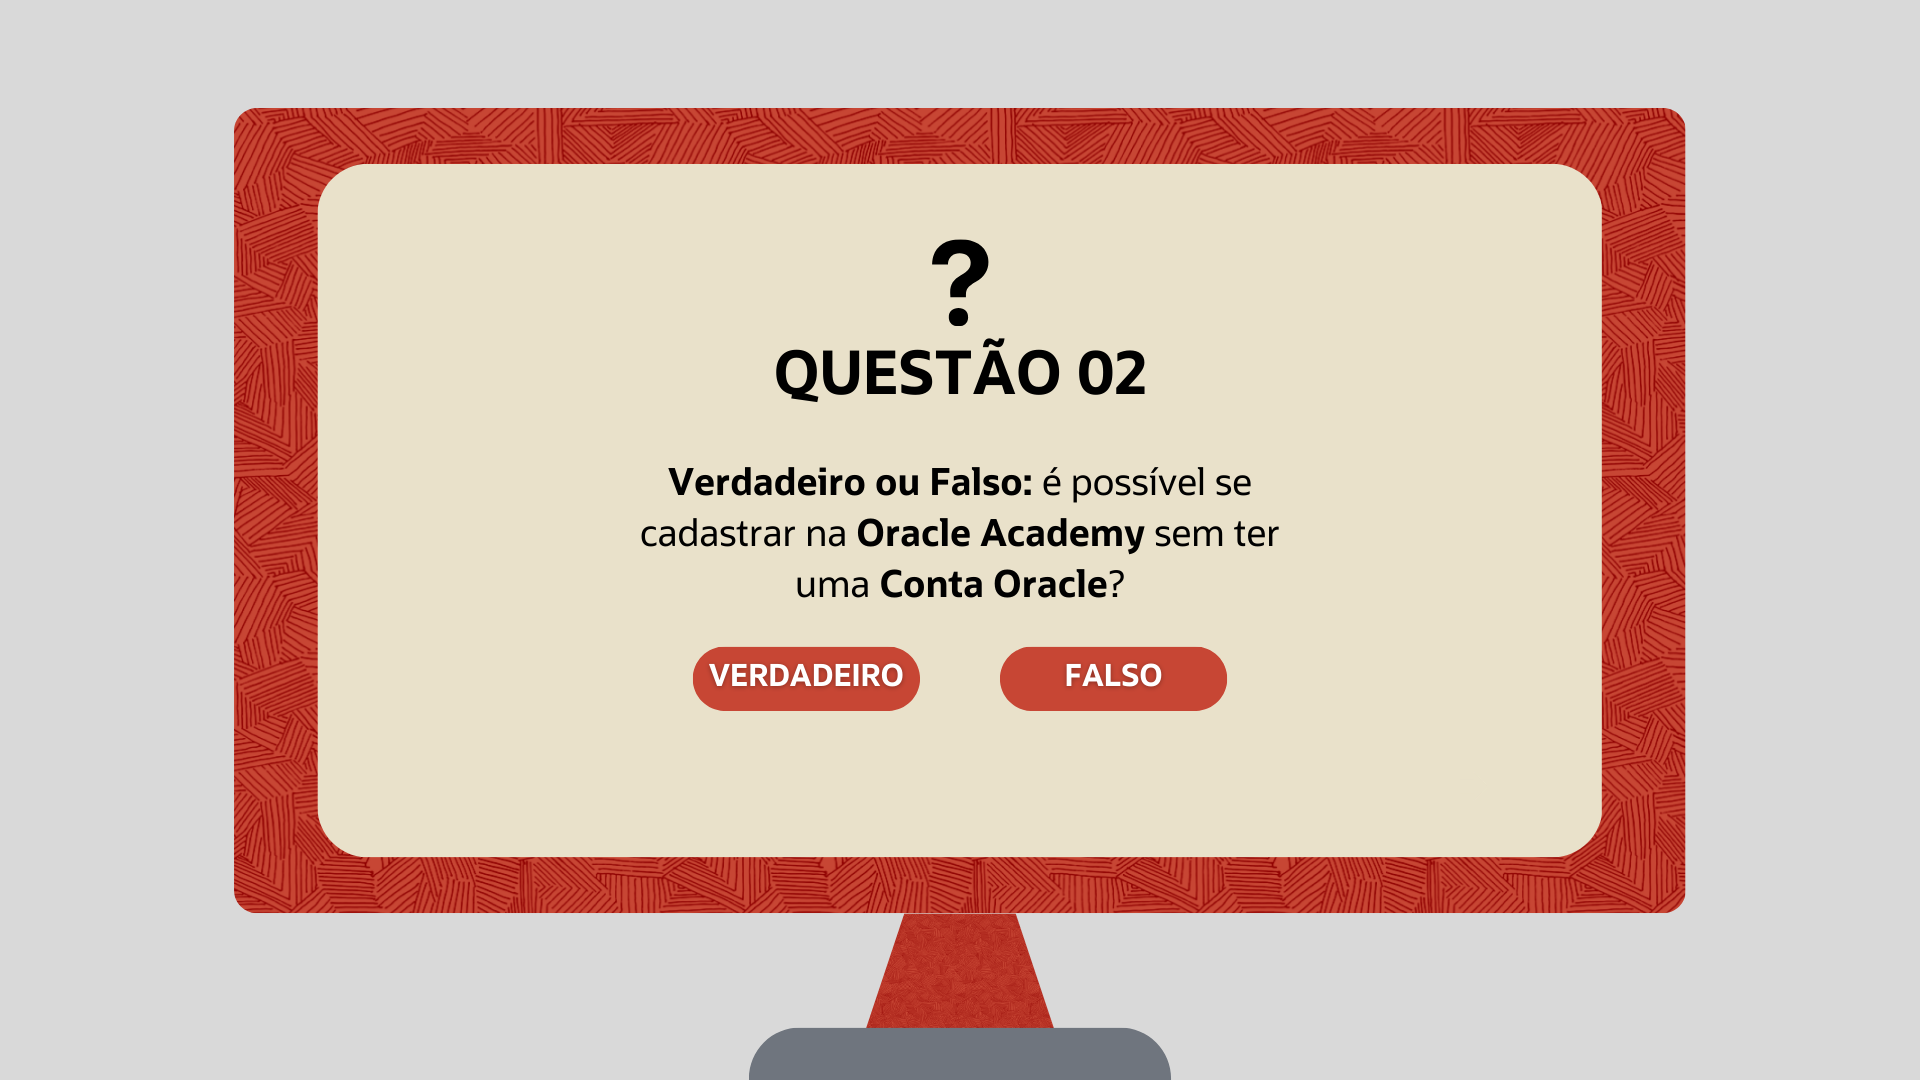 ?
QUESTÃO 02
Verdadeiro ou Falso: é possível se
cadastrar na Oracle Academy sem ter
uma Conta Oracle?
VERDADEIRO
FALSO